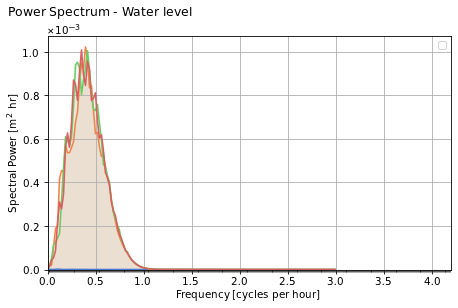 Power Spectrum - Water level
×10⁻³
1.0
0.8
0.6
0.4
0.2
0.0
Spectral Power [m² hr]
0.0 0.5 1.0 1.5 2.0 2.5 3.0 3.5 4.0
Frequency [cycles per hour]